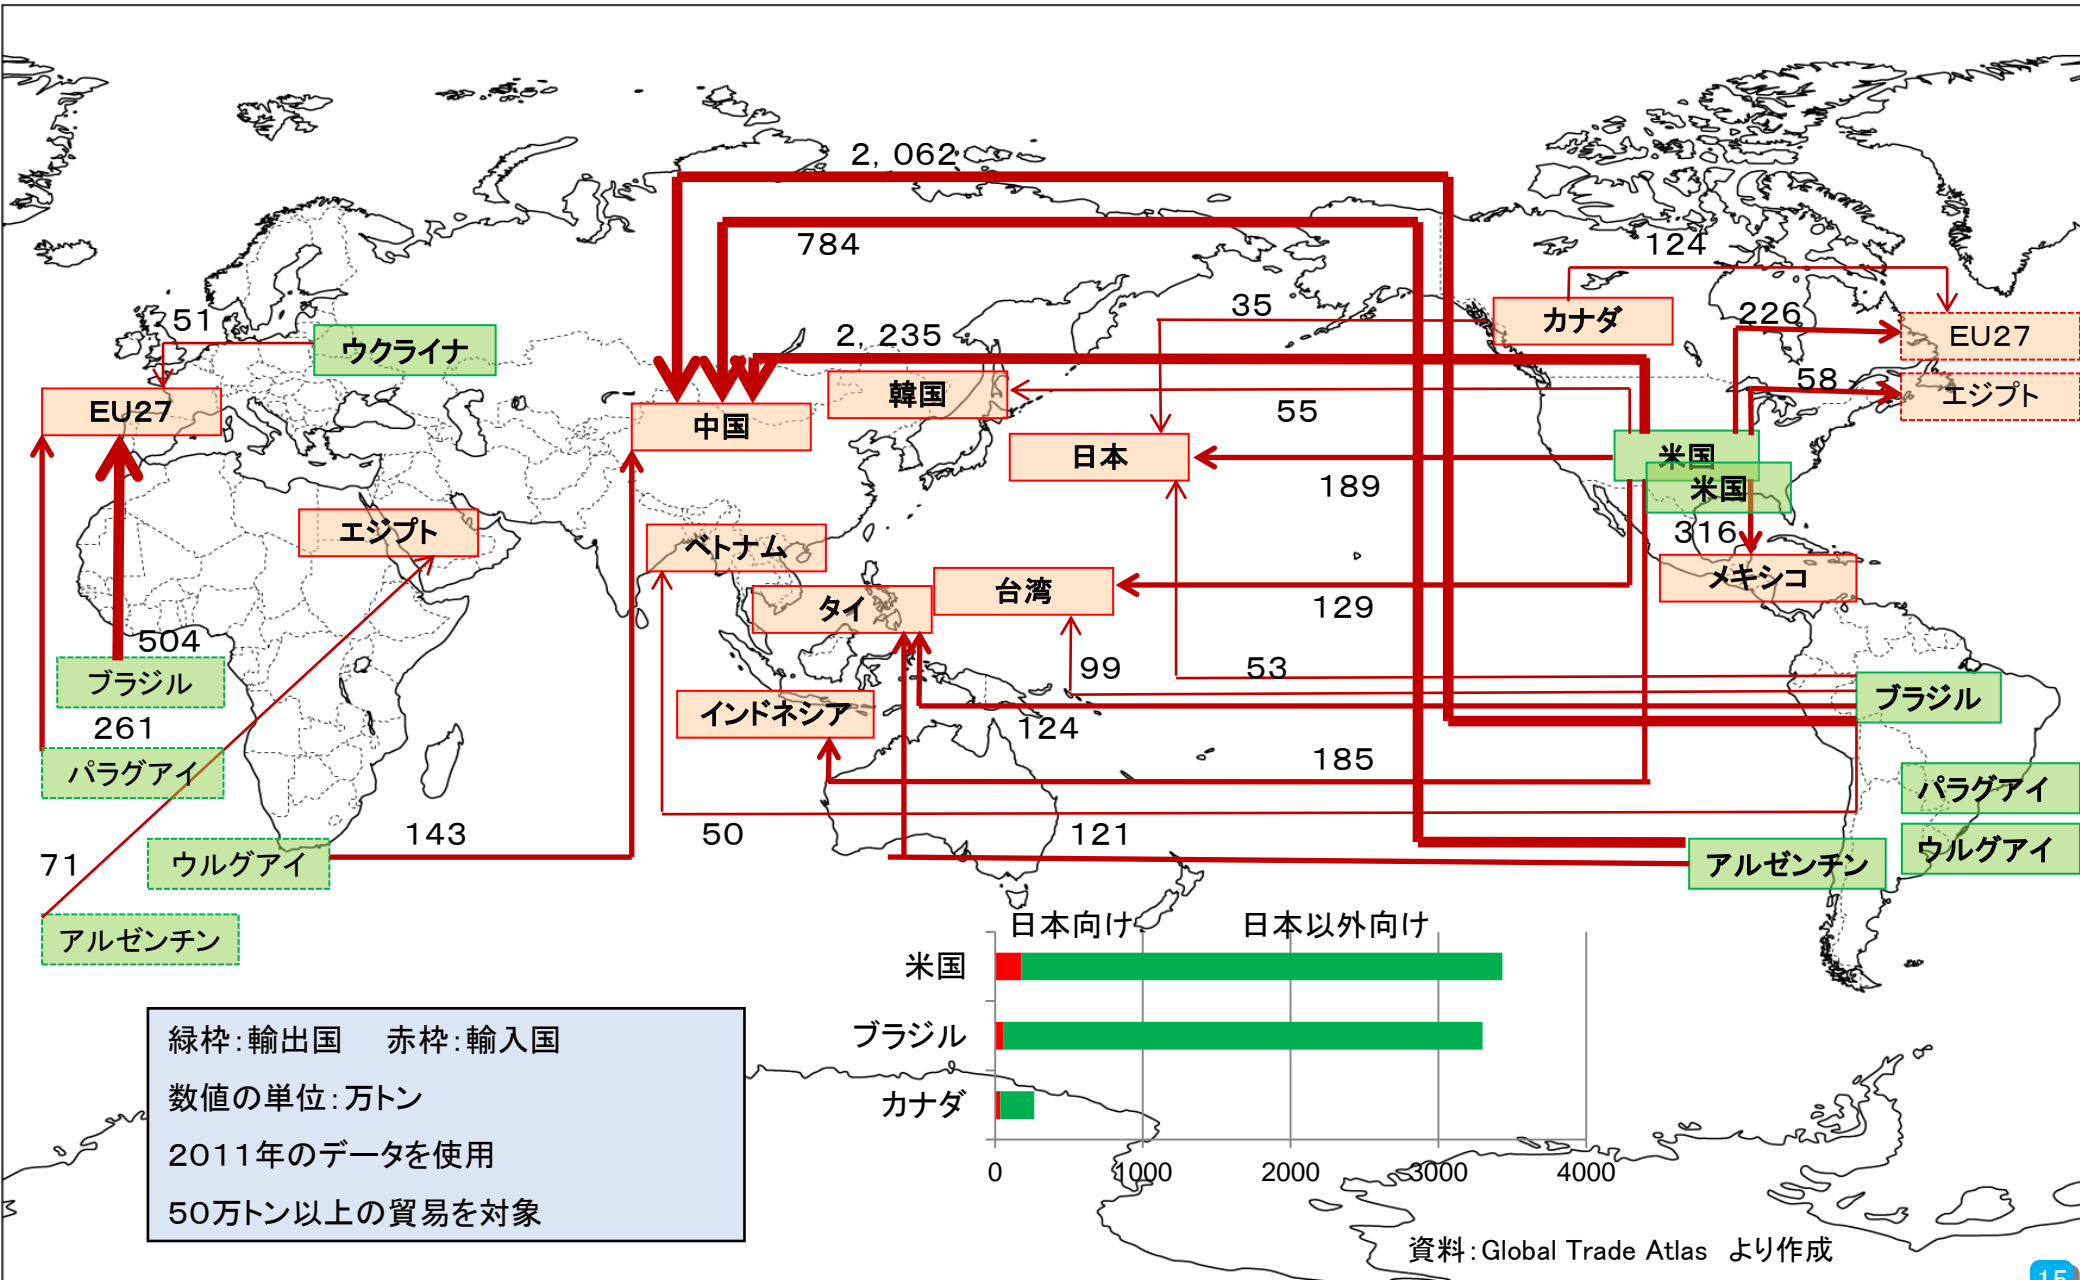 2，062
784
124
35
226
51
ウクライナ
2，235
カナダ
EU27
58
エジプト
EU27
韓国
中国
55
日本
米国
189
米国
エジプト
ベトナム
316
メキシコ
台湾
タイ
129
504
ブラジル
99
53
ブラジル
261
インドネシア
124
パラグアイ
185
パラグアイ
143
50
121
ウルグアイ
71
ウルグアイ
アルゼンチン
アルゼンチン
日本向け 日本以外向け
米国
ブラジル
カナダ
0 1000 2000 3000 4000
緑枠：輸出国 赤枠：輸入国
数値の単位：万トン
2011年のデータを使用
50万トン以上の貿易を対象
資料：Global Trade Atlas より作成
15